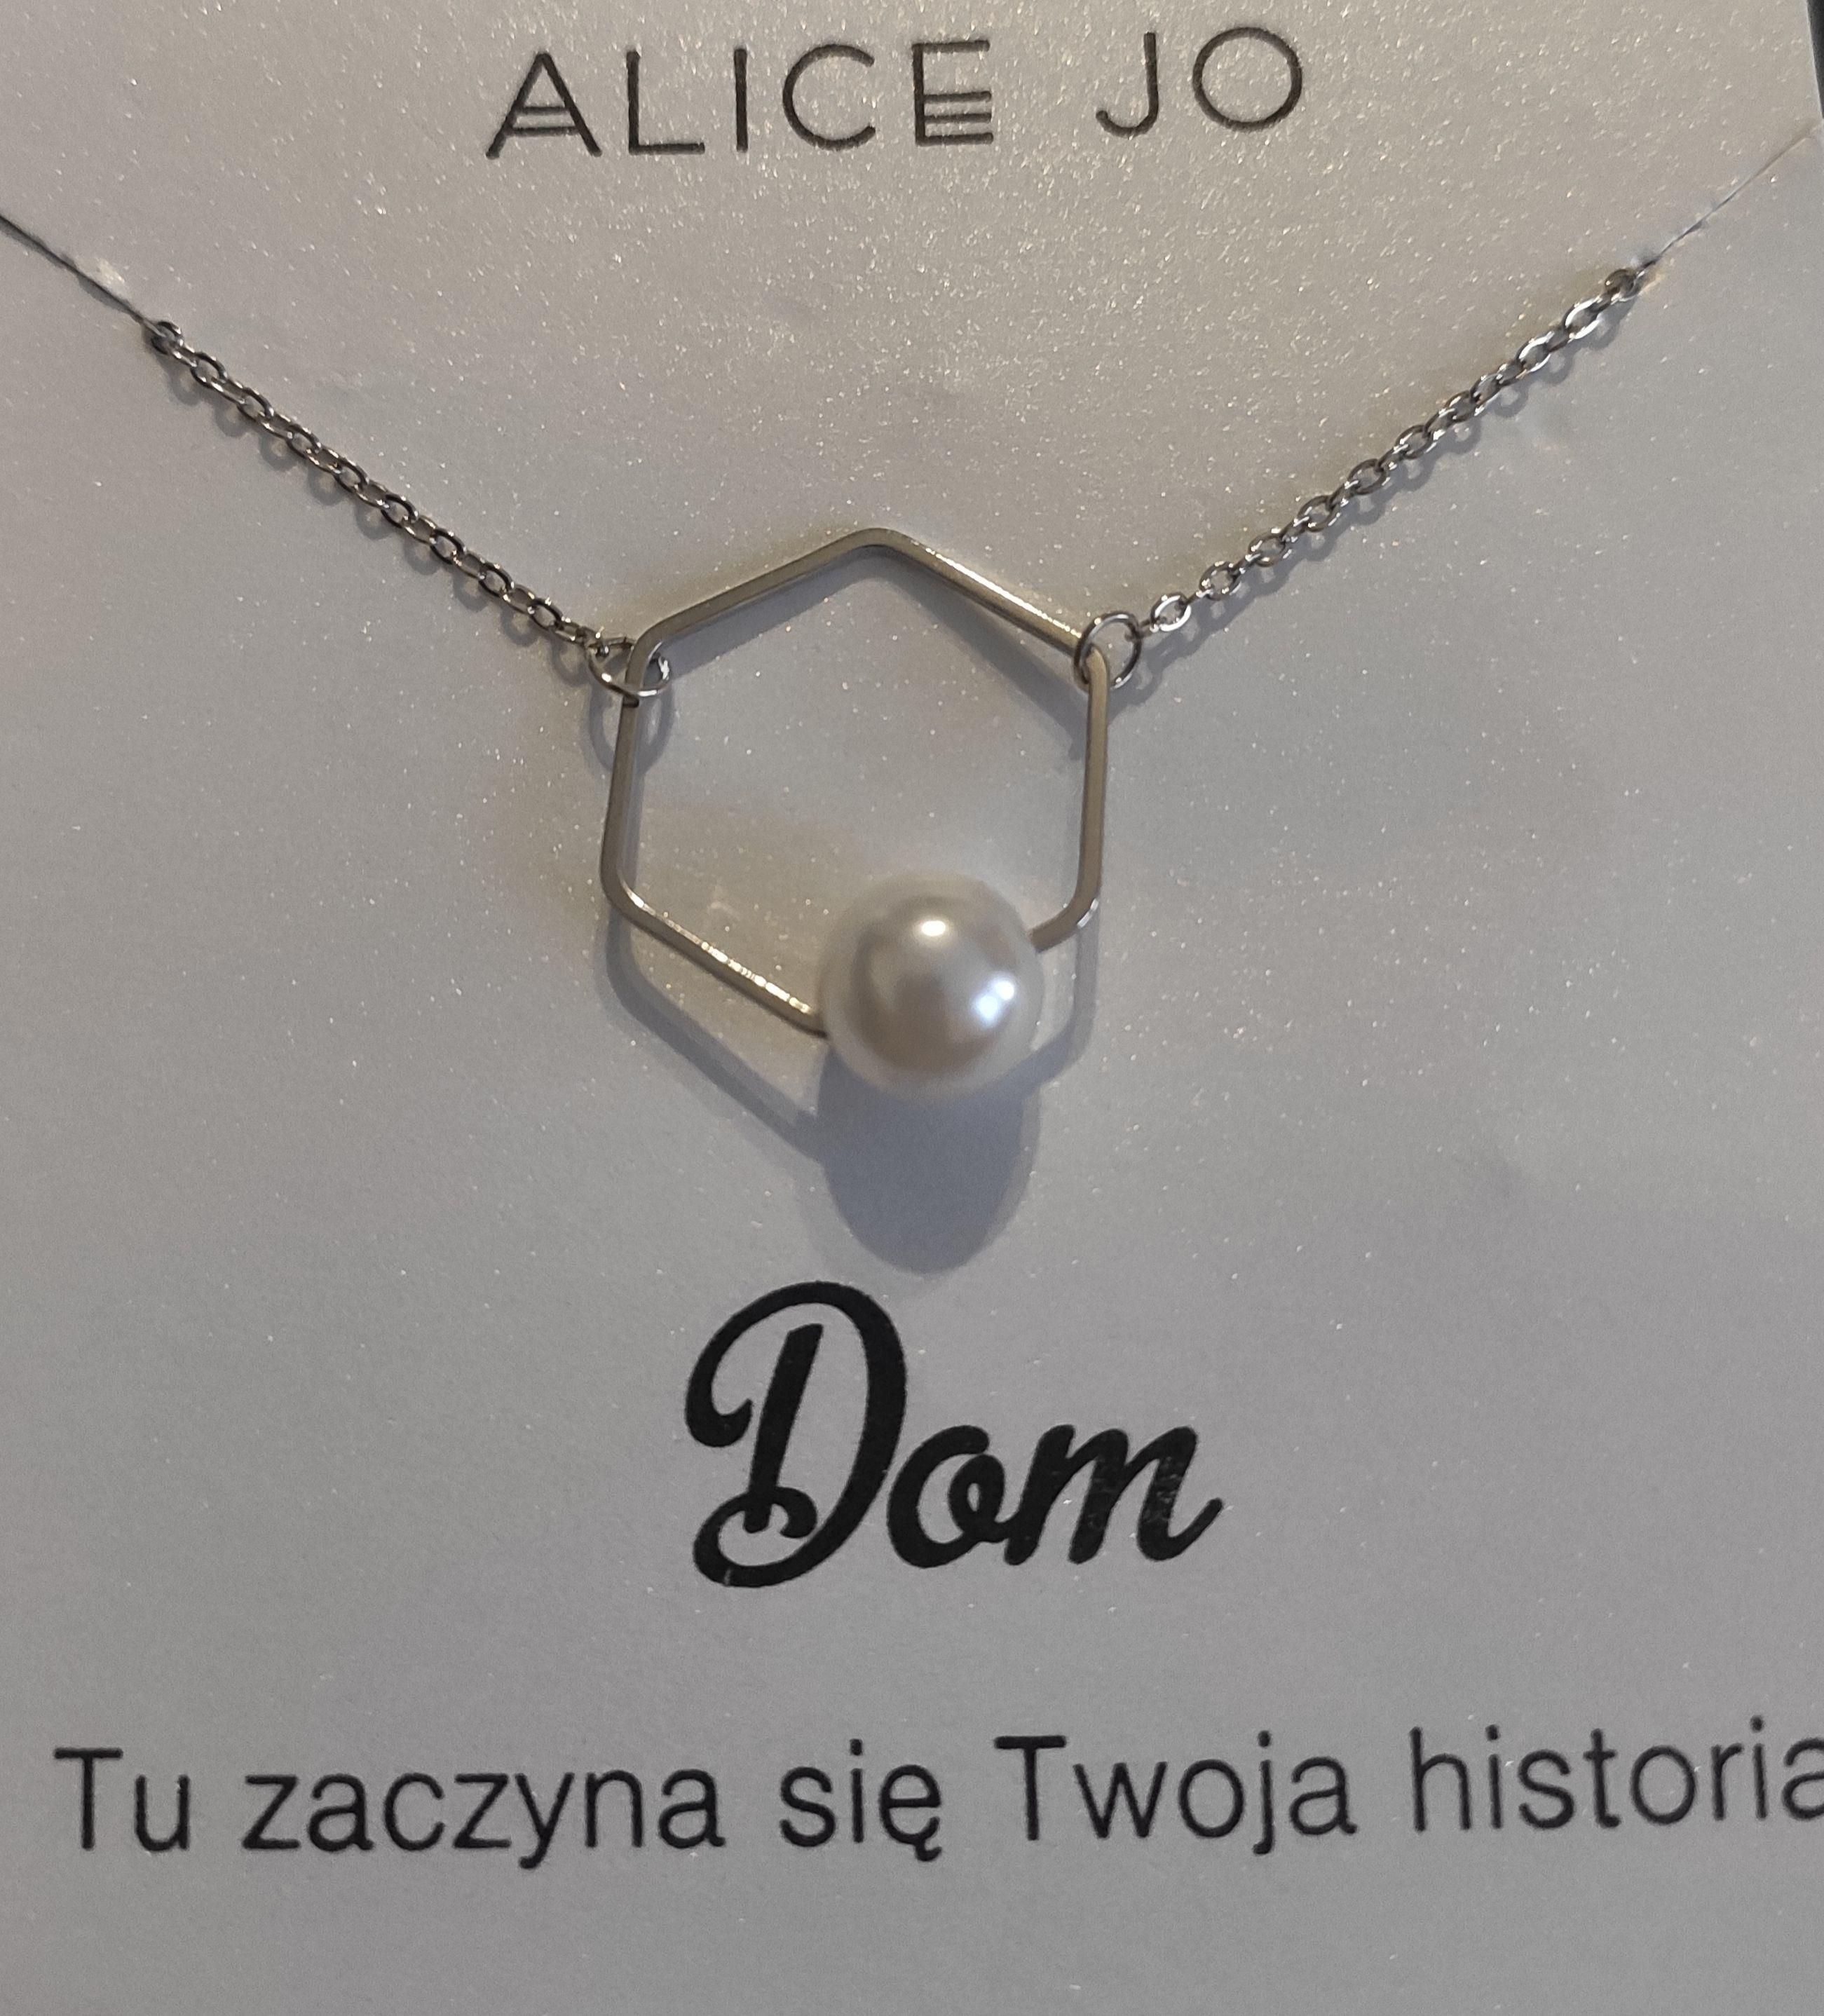 ALICE JO
Dom
Tu zaczyna się Twoja historia